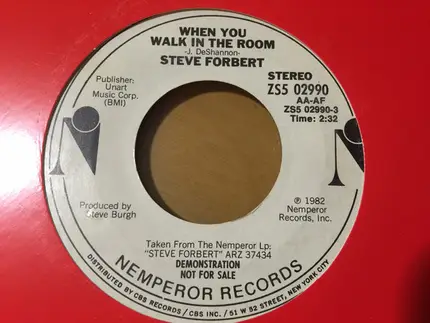 WHEN YOU
WALK IN THE ROOM
-J. DeShannon-
STEVE FORBERT
Publisher:
Unart
Music Corp.
(BMI)
STEREO
ZS5 02990
AA-AF
ZS5 02990-3
Time: 2:32
Produced by
Steve Burgh
℗ 1982
Nemperor
Records, Inc.
Taken From The Nemperor Lp:
"STEVE FORBERT" ARZ 37434
DEMONSTRATION
NOT FOR SALE
NEMPEROR RECORDS
DISTRIBUTED BY CBS RECORDS / CBS INC. / 51 W 52 STREET, NEW YORK CITY